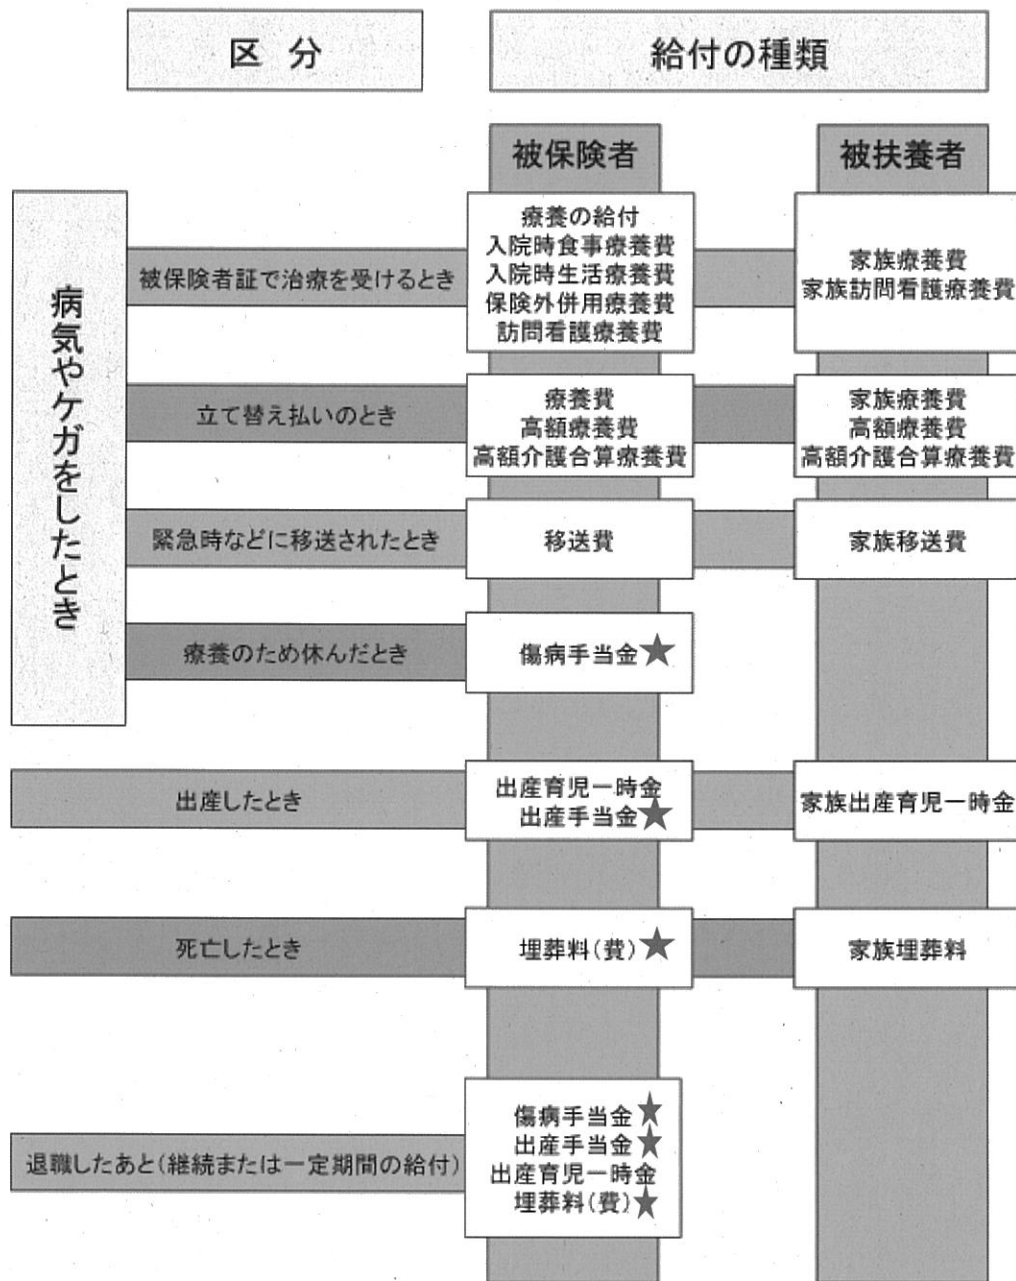 区 分
給付の種類
被保険者
被扶養者
病気やケガをしたとき
被保険者証で治療を受けるとき
療養の給付
入院時食事療養費
入院時生活療養費
保険外併用療養費
訪問看護療養費
家族療養費
家族訪問看護療養費
立て替え払いのとき
療養費
高額療養費
高額介護合算療養費
家族療養費
高額療養費
高額介護合算療養費
緊急時などに移送されたとき
移送費
家族移送費
療養のため休んだとき
傷病手当金★
出産したとき
出産育児一時金
出産手当金★
家族出産育児一時金
死亡したとき
埋葬料(費)★
家族埋葬料
退職したあと(継続または一定期間の給付)
傷病手当金★
出産手当金★
出産育児一時金
埋葬料(費)★